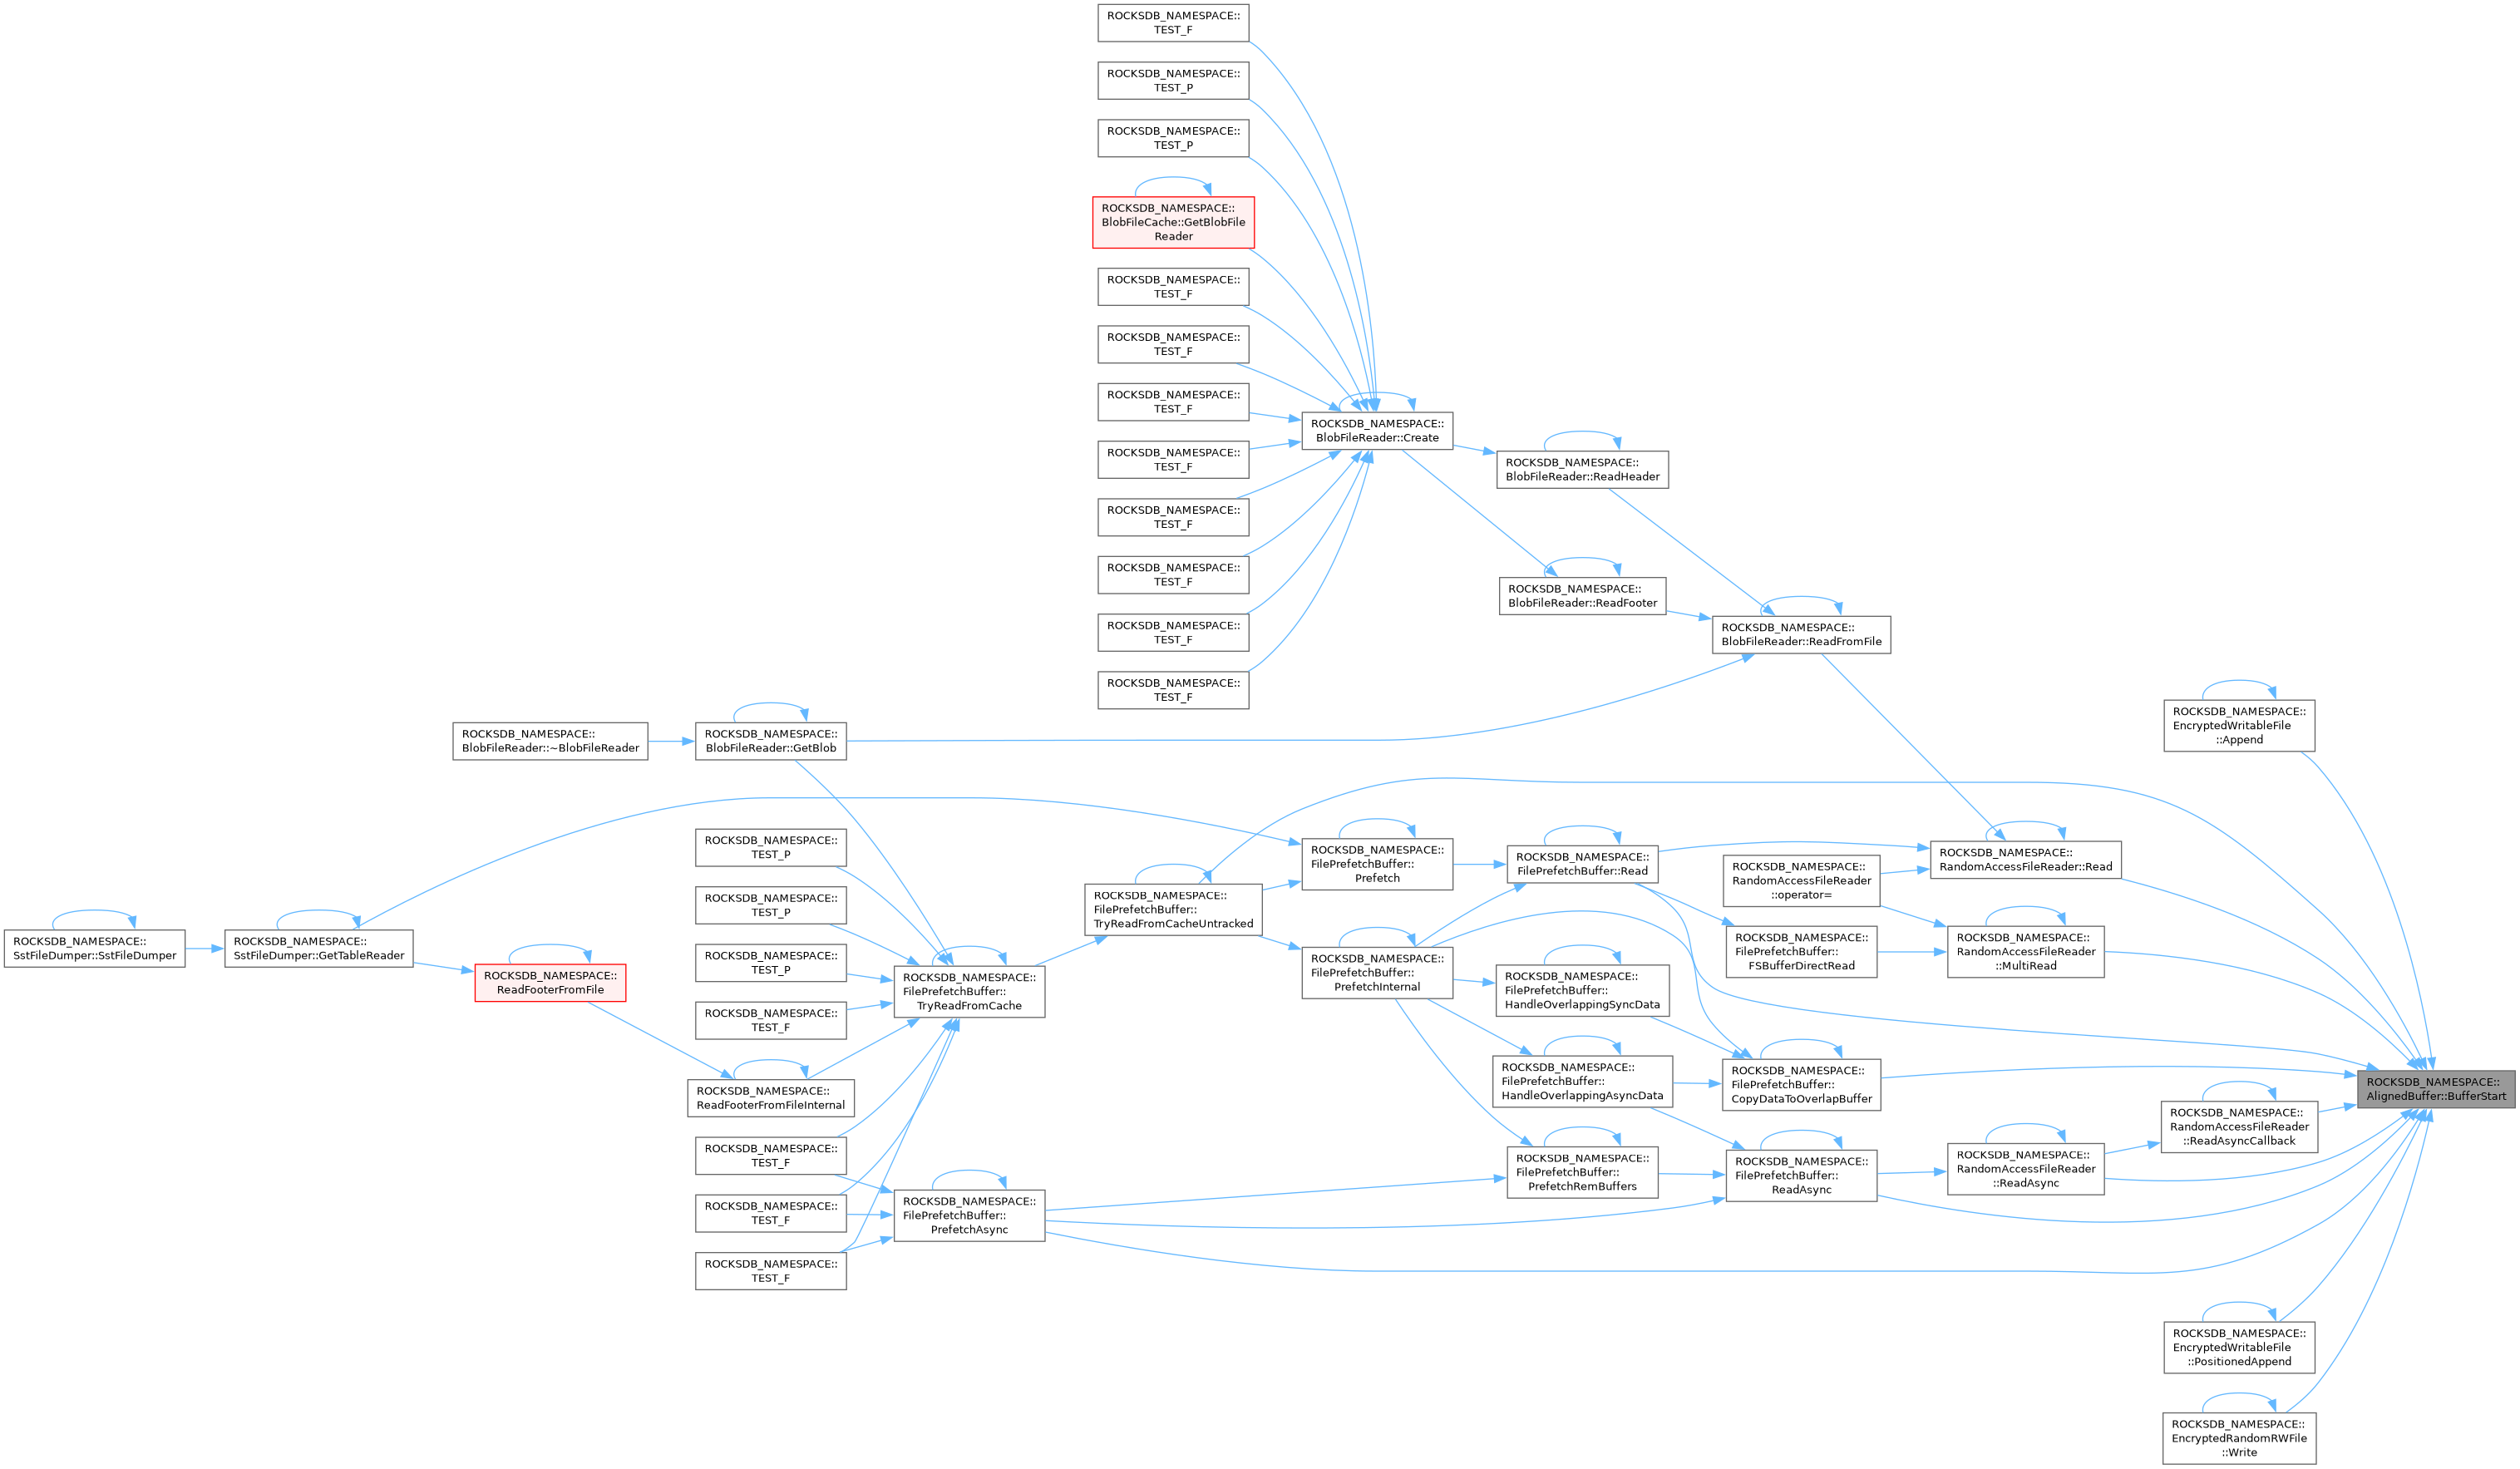 ROCKSDB_NAMESPACE::
TEST_F
ROCKSDB_NAMESPACE::
TEST_P
ROCKSDB_NAMESPACE::
TEST_P
ROCKSDB_NAMESPACE::
BlobFileCache::GetBlobFile
Reader
ROCKSDB_NAMESPACE::
TEST_F
ROCKSDB_NAMESPACE::
TEST_F
ROCKSDB_NAMESPACE::
TEST_F
ROCKSDB_NAMESPACE::
BlobFileReader::Create
ROCKSDB_NAMESPACE::
TEST_F
ROCKSDB_NAMESPACE::
BlobFileReader::ReadHeader
ROCKSDB_NAMESPACE::
TEST_F
ROCKSDB_NAMESPACE::
TEST_F
ROCKSDB_NAMESPACE::
BlobFileReader::ReadFooter
ROCKSDB_NAMESPACE::
TEST_F
ROCKSDB_NAMESPACE::
BlobFileReader::ReadFromFile
ROCKSDB_NAMESPACE::
TEST_F
ROCKSDB_NAMESPACE::
EncryptedWritableFile
::Append
ROCKSDB_NAMESPACE::
BlobFileReader::~BlobFileReader
ROCKSDB_NAMESPACE::
BlobFileReader::GetBlob
ROCKSDB_NAMESPACE::
TEST_P
ROCKSDB_NAMESPACE::
FilePrefetchBuffer::
Prefetch
ROCKSDB_NAMESPACE::
FilePrefetchBuffer::Read
ROCKSDB_NAMESPACE::
RandomAccessFileReader
::operator=
ROCKSDB_NAMESPACE::
RandomAccessFileReader::Read
ROCKSDB_NAMESPACE::
TEST_P
ROCKSDB_NAMESPACE::
FilePrefetchBuffer::
TryReadFromCacheUntracked
ROCKSDB_NAMESPACE::
SstFileDumper::SstFileDumper
ROCKSDB_NAMESPACE::
SstFileDumper::GetTableReader
ROCKSDB_NAMESPACE::
ReadFooterFromFile
ROCKSDB_NAMESPACE::
TEST_P
ROCKSDB_NAMESPACE::
FilePrefetchBuffer::
TryReadFromCache
ROCKSDB_NAMESPACE::
FilePrefetchBuffer::
PrefetchInternal
ROCKSDB_NAMESPACE::
FilePrefetchBuffer::
HandleOverlappingSyncData
ROCKSDB_NAMESPACE::
FilePrefetchBuffer::
FSBufferDirectRead
ROCKSDB_NAMESPACE::
RandomAccessFileReader
::MultiRead
ROCKSDB_NAMESPACE::
TEST_F
ROCKSDB_NAMESPACE::
ReadFooterFromFileInternal
ROCKSDB_NAMESPACE::
FilePrefetchBuffer::
HandleOverlappingAsyncData
ROCKSDB_NAMESPACE::
FilePrefetchBuffer::
CopyDataToOverlapBuffer
ROCKSDB_NAMESPACE::
AlignedBuffer::BufferStart
ROCKSDB_NAMESPACE::
RandomAccessFileReader
::ReadAsyncCallback
ROCKSDB_NAMESPACE::
TEST_F
ROCKSDB_NAMESPACE::
FilePrefetchBuffer::
PrefetchRemBuffers
ROCKSDB_NAMESPACE::
FilePrefetchBuffer::
ReadAsync
ROCKSDB_NAMESPACE::
RandomAccessFileReader
::ReadAsync
ROCKSDB_NAMESPACE::
TEST_F
ROCKSDB_NAMESPACE::
FilePrefetchBuffer::
PrefetchAsync
ROCKSDB_NAMESPACE::
TEST_F
ROCKSDB_NAMESPACE::
EncryptedWritableFile
::PositionedAppend
ROCKSDB_NAMESPACE::
EncryptedRandomRWFile
::Write